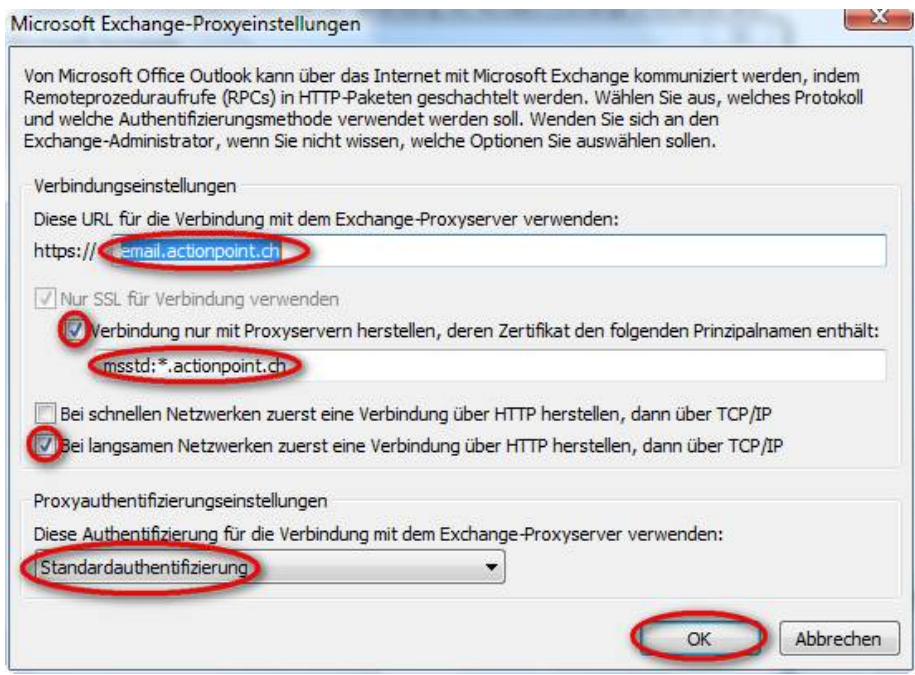 Microsoft Exchange-Proxyeinstellungen
Von Microsoft Office Outlook kann über das Internet mit Microsoft Exchange kommuniziert werden, indem
Remoteprozeduraufrufe (RPCs) in HTTP-Paketen geschachtelt werden. Wählen Sie aus, welches Protokoll
und welche Authentifizierungsmethode verwendet werden soll. Wenden Sie sich an den
Exchange-Administrator, wenn Sie nicht wissen, welche Optionen Sie auswählen sollen.
Verbindungseinstellungen
Diese URL für die Verbindung mit dem Exchange-Proxyserver verwenden:
https:// email.actionpoint.ch
Nur SSL für Verbindung verwenden
Verbindung nur mit Proxyservern herstellen, deren Zertifikat den folgenden Prinzipalnamen enthält:
msstd:*.actionpoint.ch
Bei schnellen Netzwerken zuerst eine Verbindung über HTTP herstellen, dann über TCP/IP
Bei langsamen Netzwerken zuerst eine Verbindung über HTTP herstellen, dann über TCP/IP
Proxyauthentifizierungseinstellungen
Diese Authentifizierung für die Verbindung mit dem Exchange-Proxyserver verwenden:
Standardauthentifizierung
OK Abbrechen